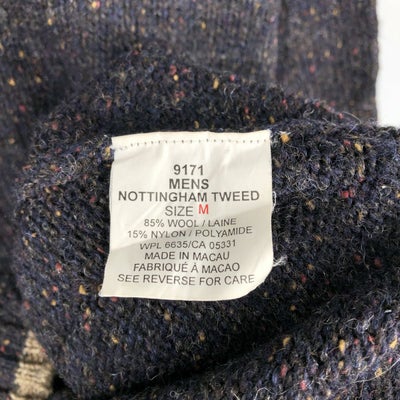 9171
MENS
NOTTINGHAM TWEED
SIZE M
85% WOOL / LAINE
15% NYLON / POLYAMIDE
WPL 6635/CA 05331
MADE IN MACAU
FABRIQUÉ À MACAO
SEE REVERSE FOR CARE